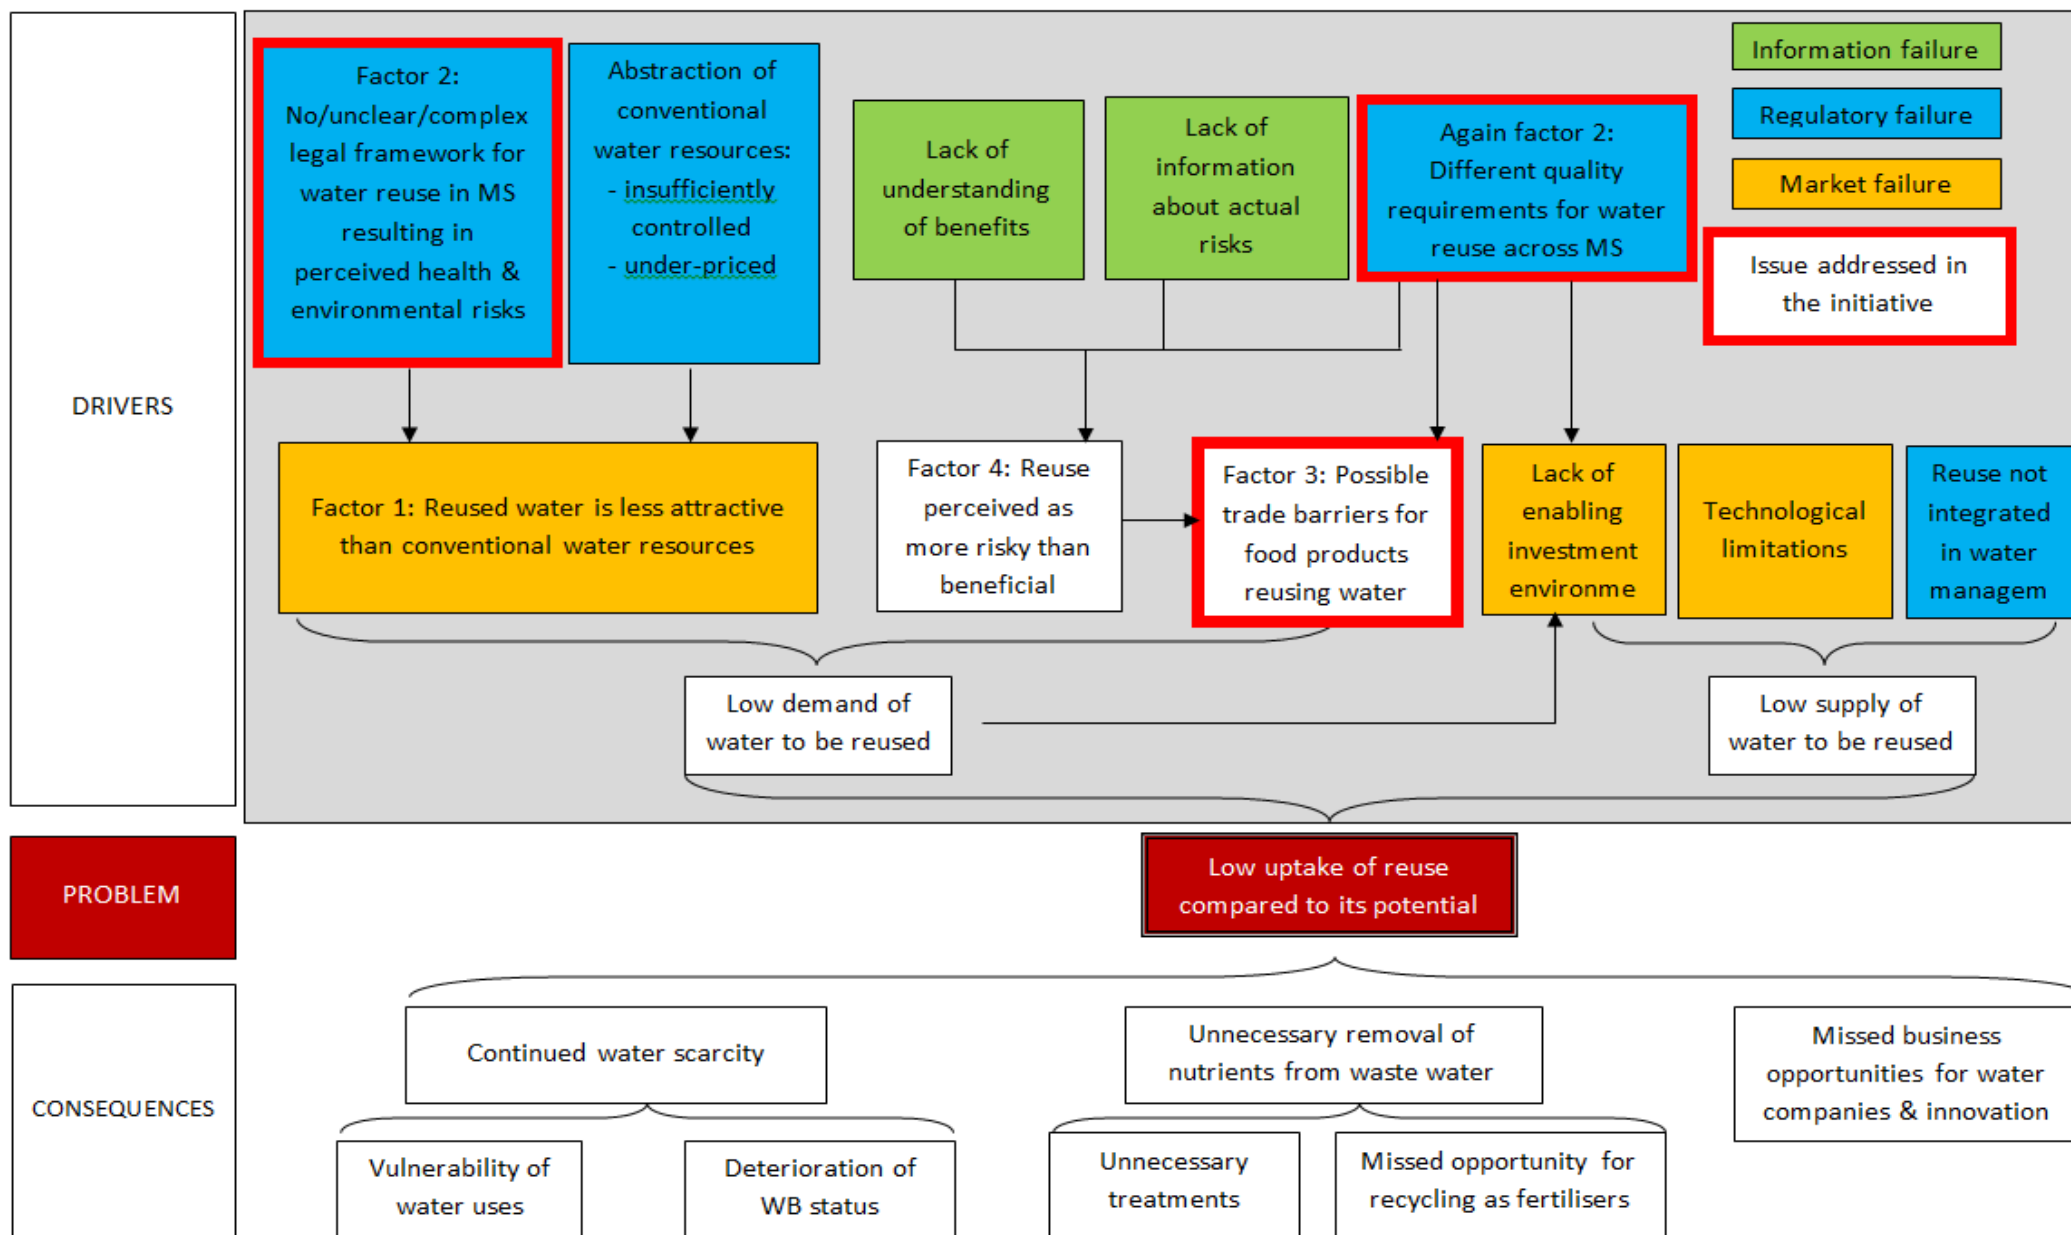 DRIVERS
Factor 2:
No/unclear/complex
legal framework for
water reuse in MS
resulting in
perceived health &
environmental risks
Abstraction of
conventional
water resources:
- insufficiently
controlled
- under-priced
Lack of
understanding
of benefits
Lack of
information
about actual
risks
Again factor 2:
Different quality
requirements for water
reuse across MS
Information failure
Regulatory failure
Market failure
Issue addressed in
the initiative
Factor 1: Reused water is less attractive
than conventional water resources
Factor 4: Reuse
perceived as
more risky than
beneficial
Factor 3: Possible
trade barriers for
food products
reusing water
Lack of
enabling
investment
environme
Technological
limitations
Reuse not
integrated
in water
managem
Low demand of
water to be reused
Low supply of
water to be reused
PROBLEM
Low uptake of reuse
compared to its potential
CONSEQUENCES
Continued water scarcity
Unnecessary removal of
nutrients from waste water
Missed business
opportunities for water
companies & innovation
Vulnerability of
water uses
Deterioration of
WB status
Unnecessary
treatments
Missed opportunity for
recycling as fertilisers